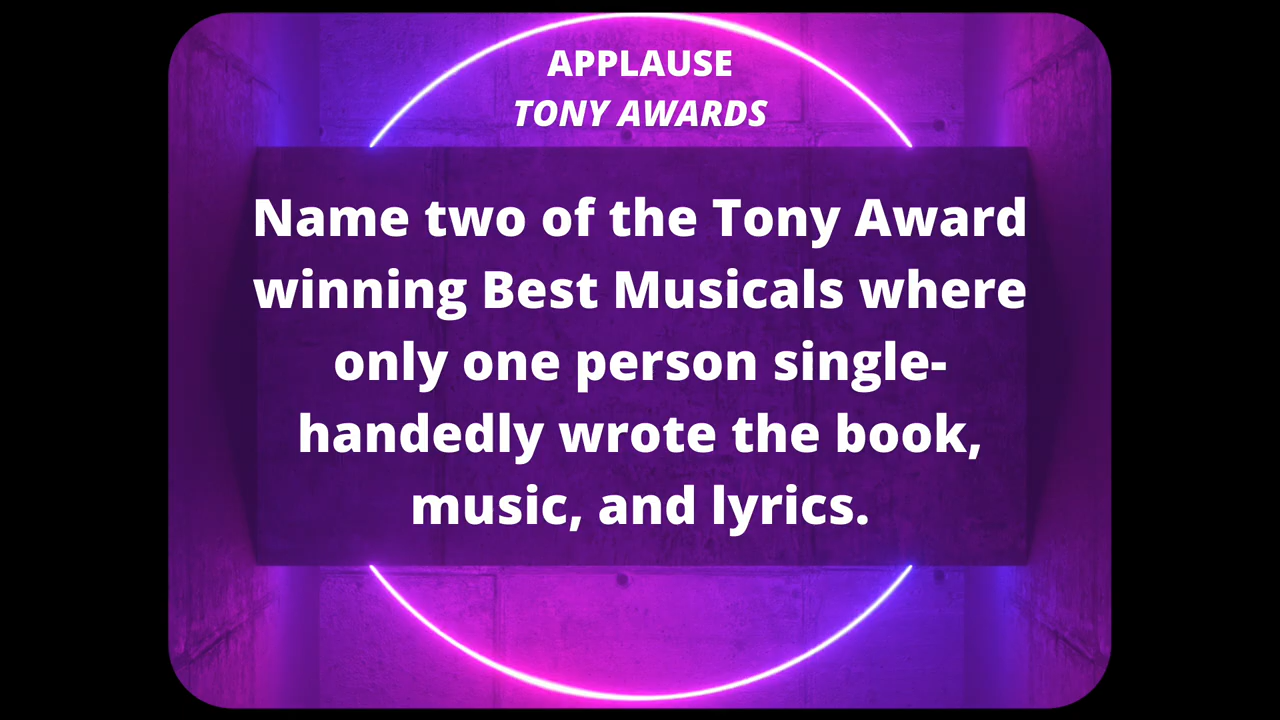 APPLAUSE
TONY AWARDS
Name two of the Tony Award
winning Best Musicals where
only one person single-
handedly wrote the book,
music, and lyrics.